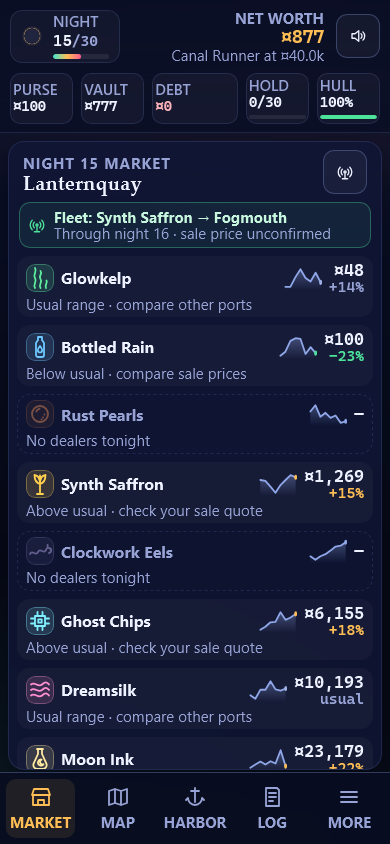 NIGHT
15/30
NET WORTH
¤877
Canal Runner at ¤40.0k
PURSE
¤100
VAULT
¤777
DEBT
¤0
HOLD
0/30
HULL
100%
NIGHT 15 MARKET
Lanternquay
Fleet: Synth Saffron → Fogmouth
Through night 16 · sale price unconfirmed
Glowkelp
¤48
+14%
Usual range · compare other ports
Bottled Rain
¤100
−23%
Below usual · compare sale prices
Rust Pearls
—
No dealers tonight
Synth Saffron
¤1,269
+15%
Above usual · check your sale quote
Clockwork Eels
—
No dealers tonight
Ghost Chips
¤6,155
+18%
Above usual · check your sale quote
Dreamsilk
¤10,193
usual
Usual range · compare other ports
Moon Ink
¤23,179
+22%
MARKET
MAP
HARBOR
LOG
MORE